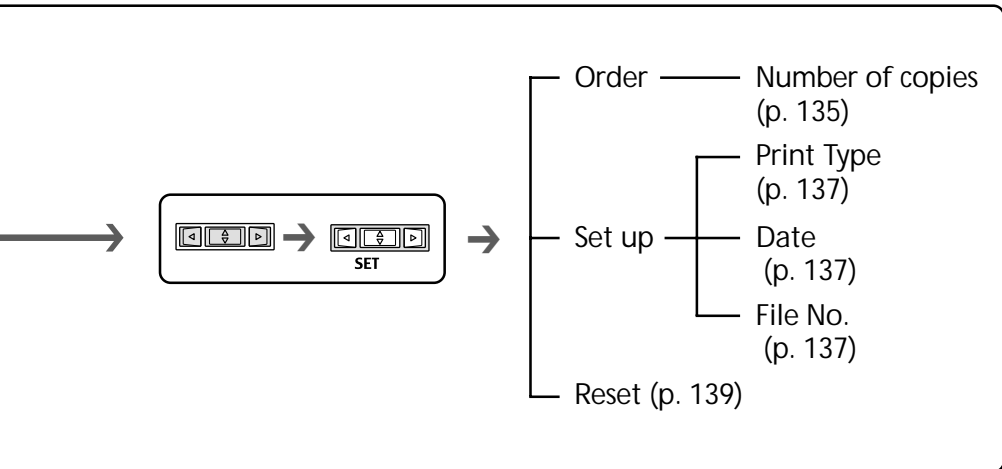 Order
Number of copies
(p. 135)
Print Type
(p. 137)
Set up
Date
(p. 137)
File No.
(p. 137)
Reset (p. 139)
SET